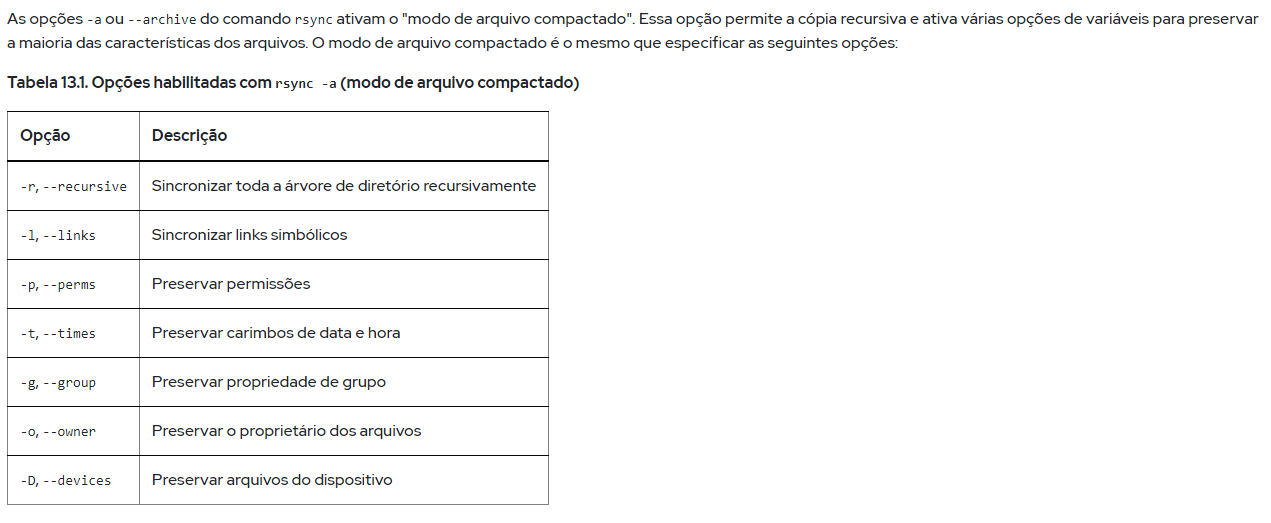 As opções -a ou --archive do comando rsync ativam o "modo de arquivo compactado". Essa opção permite a cópia recursiva e ativa várias opções de variáveis para preservar
a maioria das características dos arquivos. O modo de arquivo compactado é o mesmo que especificar as seguintes opções:
Tabela 13.1. Opções habilitadas com rsync -a (modo de arquivo compactado)
Opção Descrição
-r, --recursive Sincronizar toda a árvore de diretório recursivamente
-l, --links Sincronizar links simbólicos
-p, --perms Preservar permissões
-t, --times Preservar carimbos de data e hora
-g, --group Preservar propriedade de grupo
-o, --owner Preservar o proprietário dos arquivos
-D, --devices Preservar arquivos do dispositivo